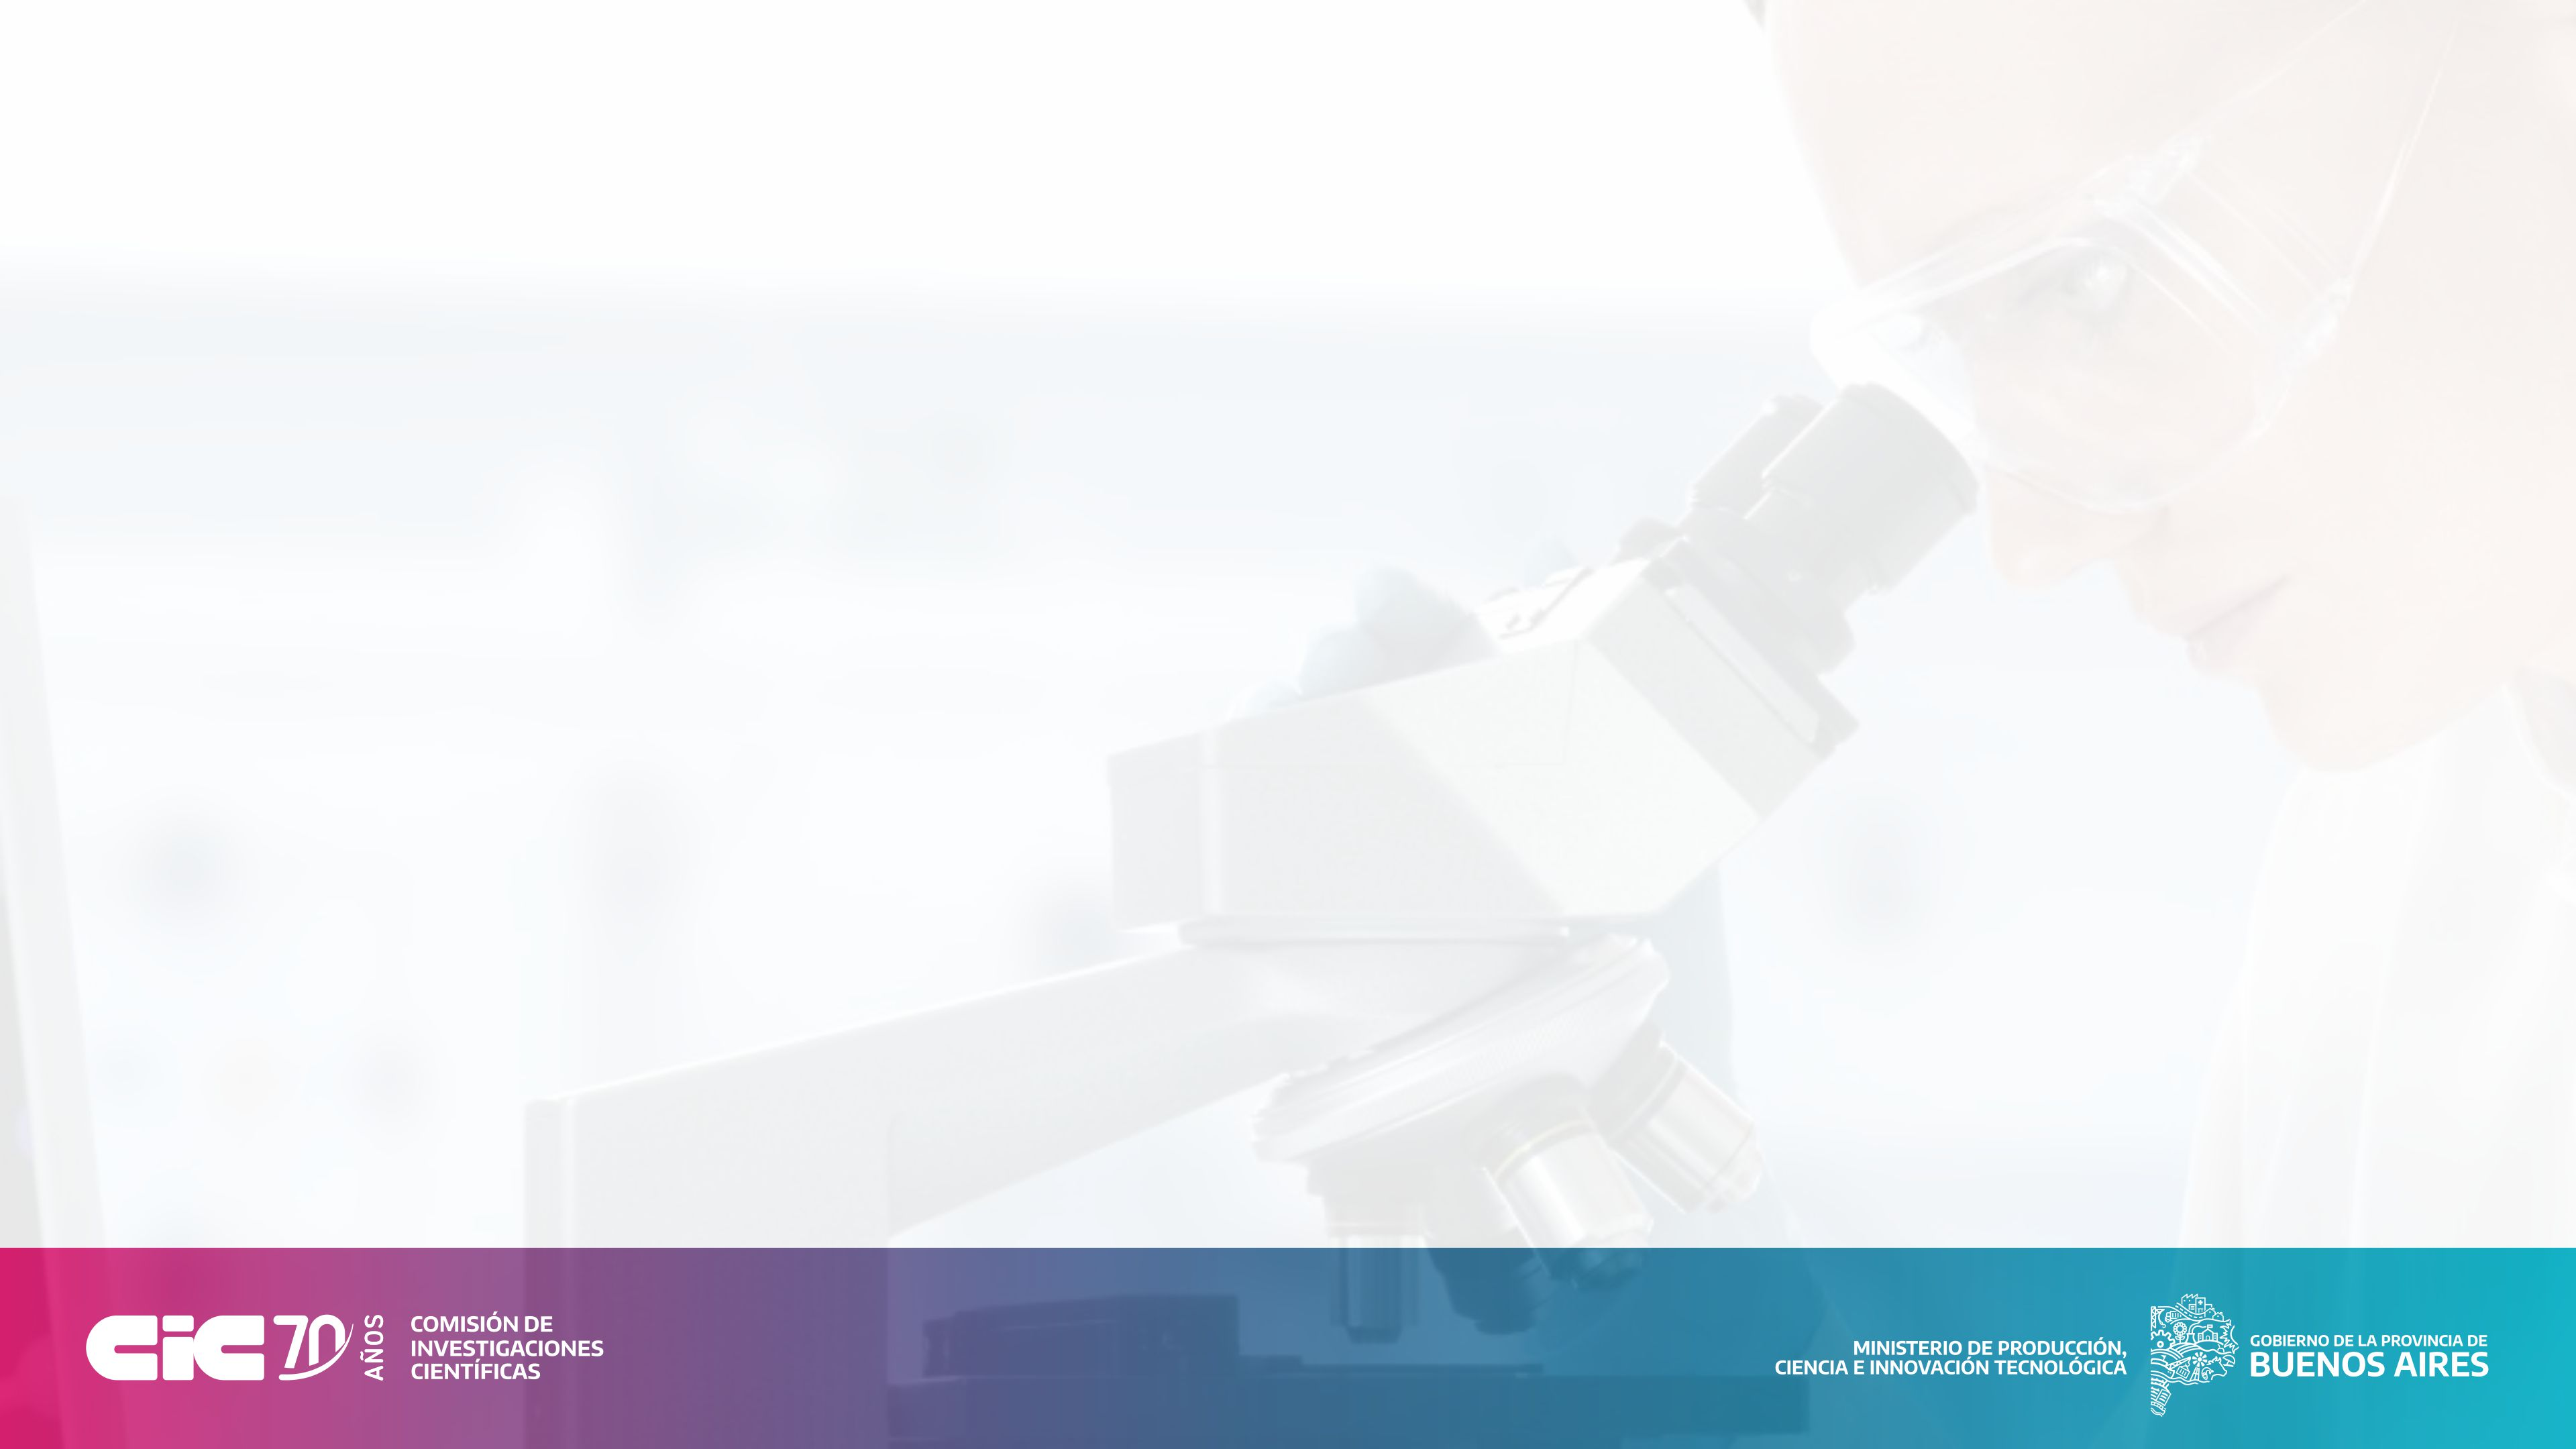 CiC 70 AÑOS
COMISIÓN DE
INVESTIGACIONES
CIENTÍFICAS
MINISTERIO DE PRODUCCIÓN,
CIENCIA E INNOVACIÓN TECNOLÓGICA
GOBIERNO DE LA PROVINCIA DE
BUENOS AIRES